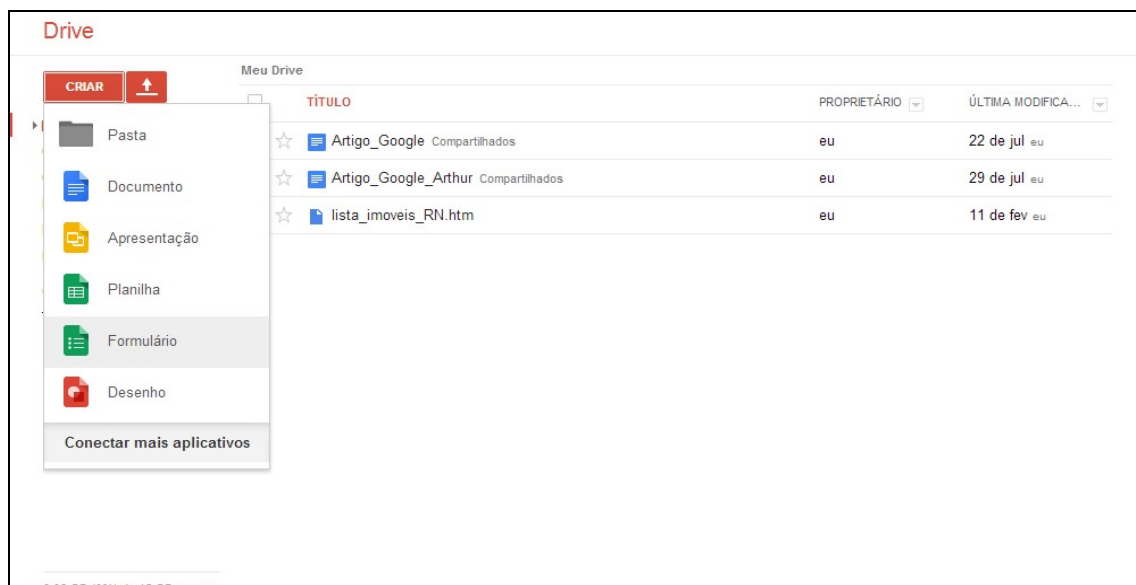 Drive
CRIAR
Meu Drive
TÍTULO PROPRIETÁRIO ÚLTIMA MODIFICA...
Pasta
Documento
Apresentação
Planilha
Formulário
Desenho
Conectar mais aplicativos
Artigo_Google Compartilhados eu 22 de jul eu
Artigo_Google_Arthur Compartilhados eu 29 de jul eu
lista_imoveis_RN.htm eu 11 de fev eu